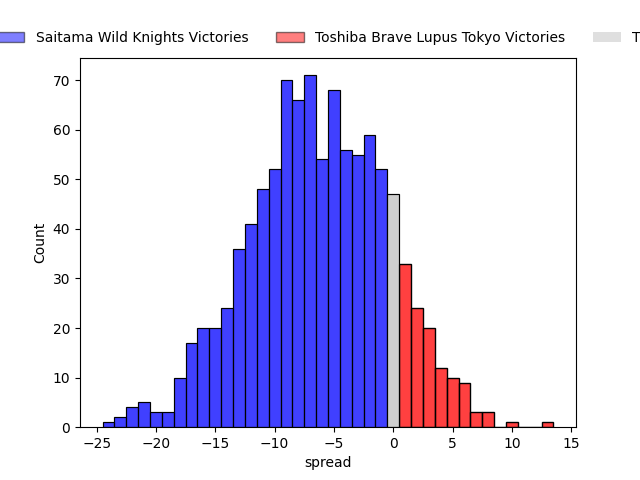 Saitama Wild Knights Victories Toshiba Brave Lupus Tokyo Victories T
70
60
50
40
30
20
10
0
Count
−25 −20 −15 −10 −5 0 5 10 15
spread